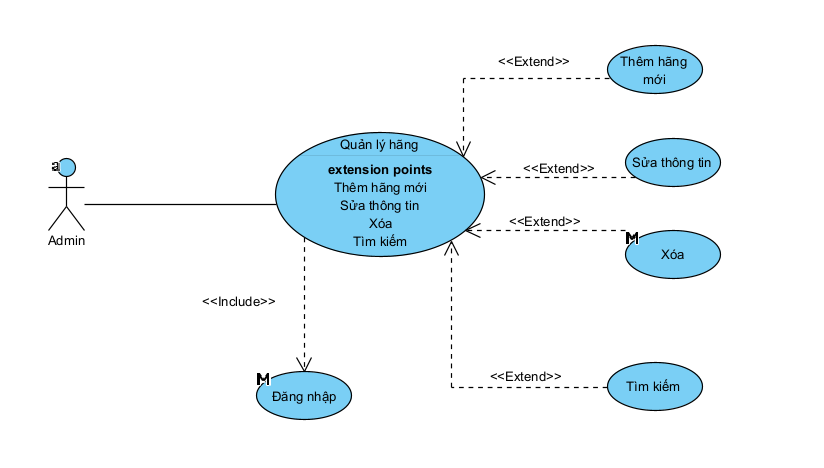 <<Extend>>
Thêm hãng
mới
Quản lý hãng
extension points
Thêm hãng mới
Sửa thông tin
Xóa
Tìm kiếm
a
Admin
<<Extend>>
Sửa thông tin
<<Extend>>
M
Xóa
<<Include>>
M
Đăng nhập
<<Extend>>
Tìm kiếm